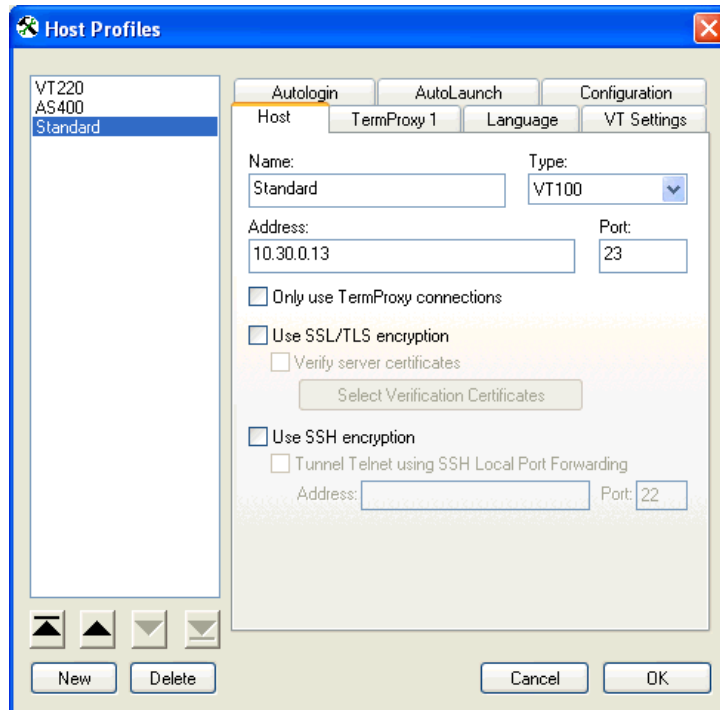 Host Profiles
VT220
AS400
Standard
Autologin AutoLaunch Configuration
Host TermProxy 1 Language VT Settings
Name: Type:
Standard VT100
Address: Port:
10.30.0.13 23
Only use TermProxy connections
Use SSL/TLS encryption
Verify server certificates
Select Verification Certificates
Use SSH encryption
Tunnel Telnet using SSH Local Port Forwarding
Address: Port: 22
New Delete Cancel OK